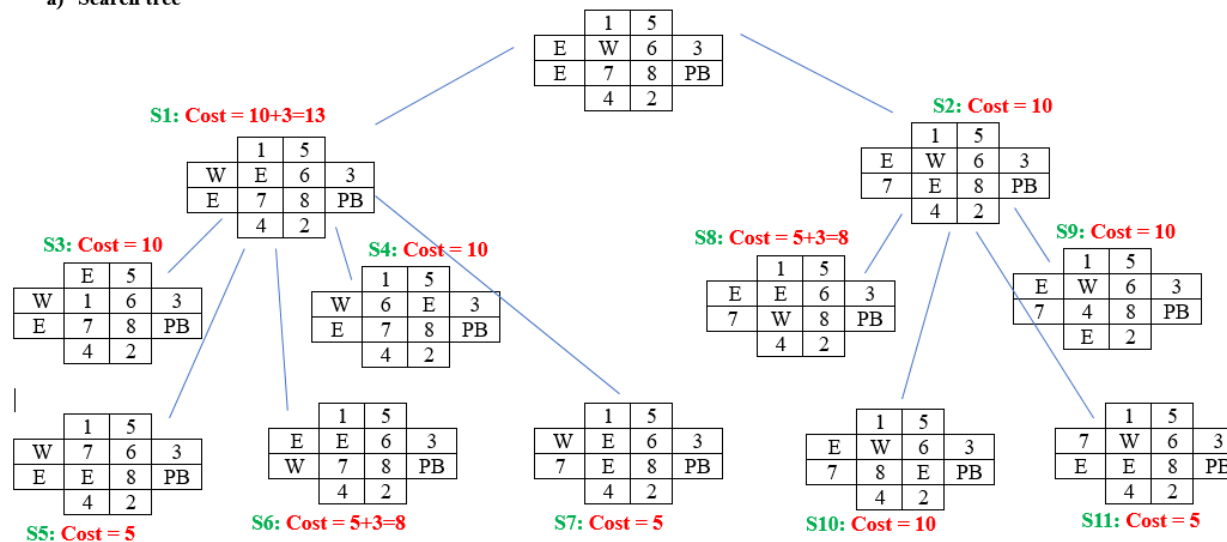 a) Search tree
1 5
E W 6 3
E 7 8 PB
4 2
S1: Cost = 10+3=13
1 5
W E 6 3
E 7 8 PB
4 2
S2: Cost = 10
1 5
E W 6 3
7 E 8 PB
4 2
S3: Cost = 10
E 5
W 1 6 3
E 7 8 PB
4 2
S4: Cost = 10
1 5
W 6 E 3
E 7 8 PB
4 2
S8: Cost = 5+3=8
1 5
E E 6 3
7 W 8 PB
4 2
S9: Cost = 10
1 5
E W 6 3
7 4 8 PB
E 2
1 5
W 7 6 3
E E 8 PB
4 2
S5: Cost = 5
1 5
E E 6 3
W 7 8 PB
4 2
S6: Cost = 5+3=8
1 5
W E 6 3
7 E 8 PB
4 2
S7: Cost = 5
1 5
E W 6 3
7 8 E PB
4 2
S10: Cost = 10
1 5
7 W 6 3
E E 8 PB
4 2
S11: Cost = 5